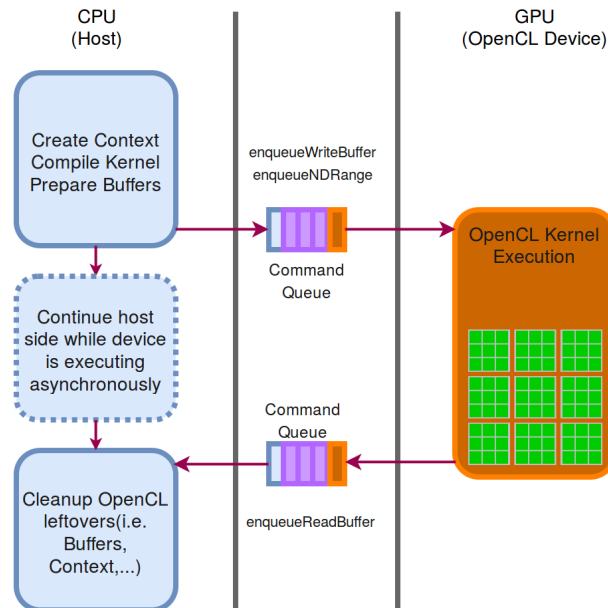 CPU
(Host)
GPU
(OpenCL Device)
Create Context
Compile Kernel
Prepare Buffers
enqueueWriteBuffer
enqueueNDRange
Command
Queue
OpenCL Kernel
Execution
Continue host
side while device
is executing
asynchronously
Command
Queue
enqueueReadBuffer
Cleanup OpenCL
leftovers(i.e.
Buffers,
Context,...)